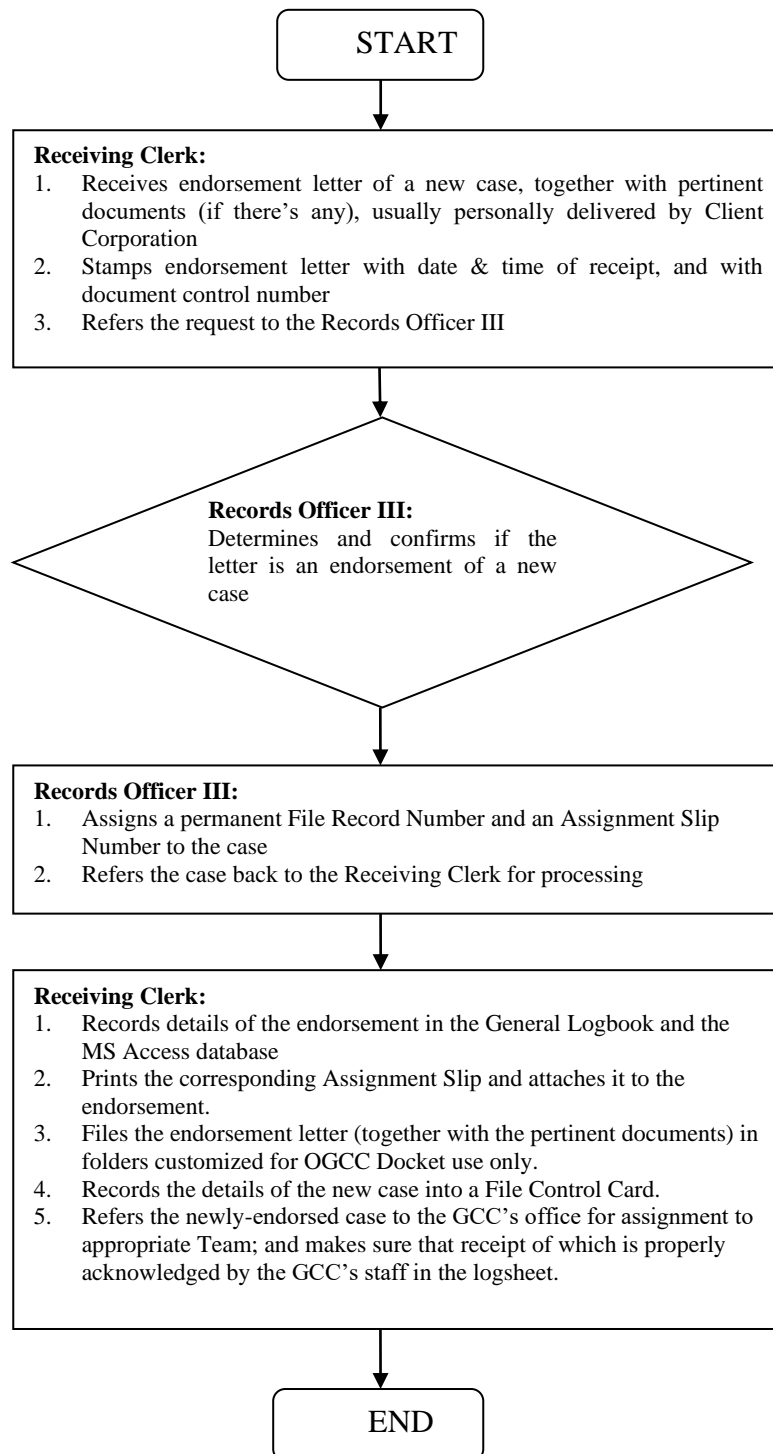 START
Receiving Clerk:
1. Receives endorsement letter of a new case, together with pertinent
documents (if there's any), usually personally delivered by Client
Corporation
2. Stamps endorsement letter with date & time of receipt, and with
document control number
3. Refers the request to the Records Officer III
Records Officer III:
Determines and confirms if the
letter is an endorsement of a new
case
Records Officer III:
1. Assigns a permanent File Record Number and an Assignment Slip
Number to the case
2. Refers the case back to the Receiving Clerk for processing
Receiving Clerk:
1. Records details of the endorsement in the General Logbook and the
MS Access database
2. Prints the corresponding Assignment Slip and attaches it to the
endorsement.
3. Files the endorsement letter (together with the pertinent documents) in
folders customized for OGCC Docket use only.
4. Records the details of the new case into a File Control Card.
5. Refers the newly-endorsed case to the GCC's office for assignment to
appropriate Team; and makes sure that receipt of which is properly
acknowledged by the GCC's staff in the logsheet.
END